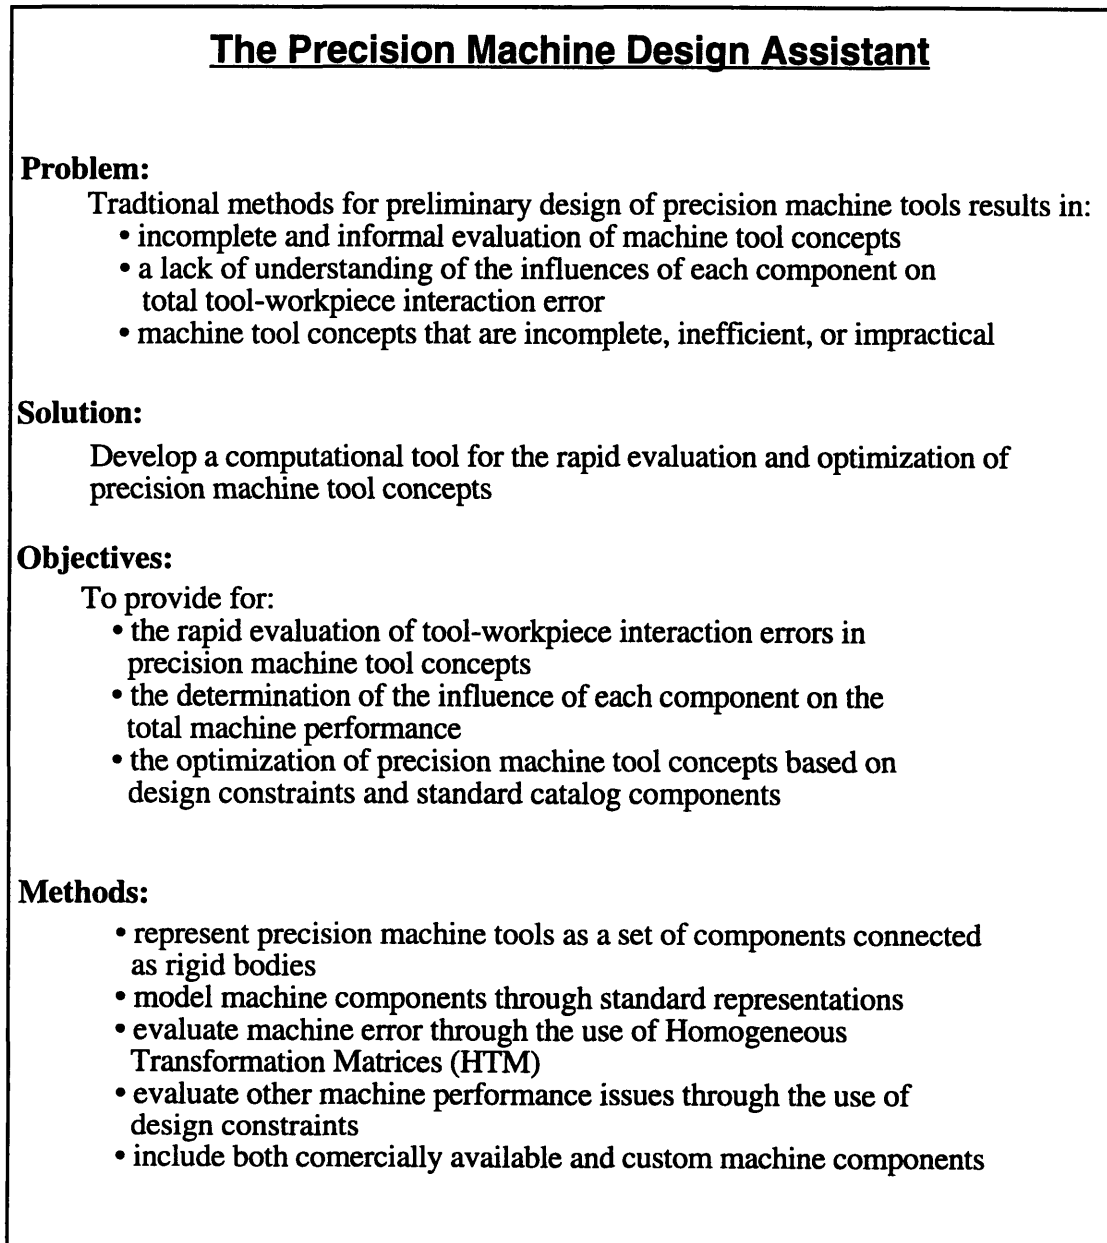 The Precision Machine Design Assistant
Problem:
Tradtional methods for preliminary design of precision machine tools results in:
• incomplete and informal evaluation of machine tool concepts
• a lack of understanding of the influences of each component on
total tool-workpiece interaction error
• machine tool concepts that are incomplete, inefficient, or impractical
Solution:
Develop a computational tool for the rapid evaluation and optimization of
precision machine tool concepts
Objectives:
To provide for:
• the rapid evaluation of tool-workpiece interaction errors in
precision machine tool concepts
• the determination of the influence of each component on the
total machine performance
• the optimization of precision machine tool concepts based on
design constraints and standard catalog components
Methods:
• represent precision machine tools as a set of components connected
as rigid bodies
• model machine components through standard representations
• evaluate machine error through the use of Homogeneous
Transformation Matrices (HTM)
• evaluate other machine performance issues through the use of
design constraints
• include both comercially available and custom machine components